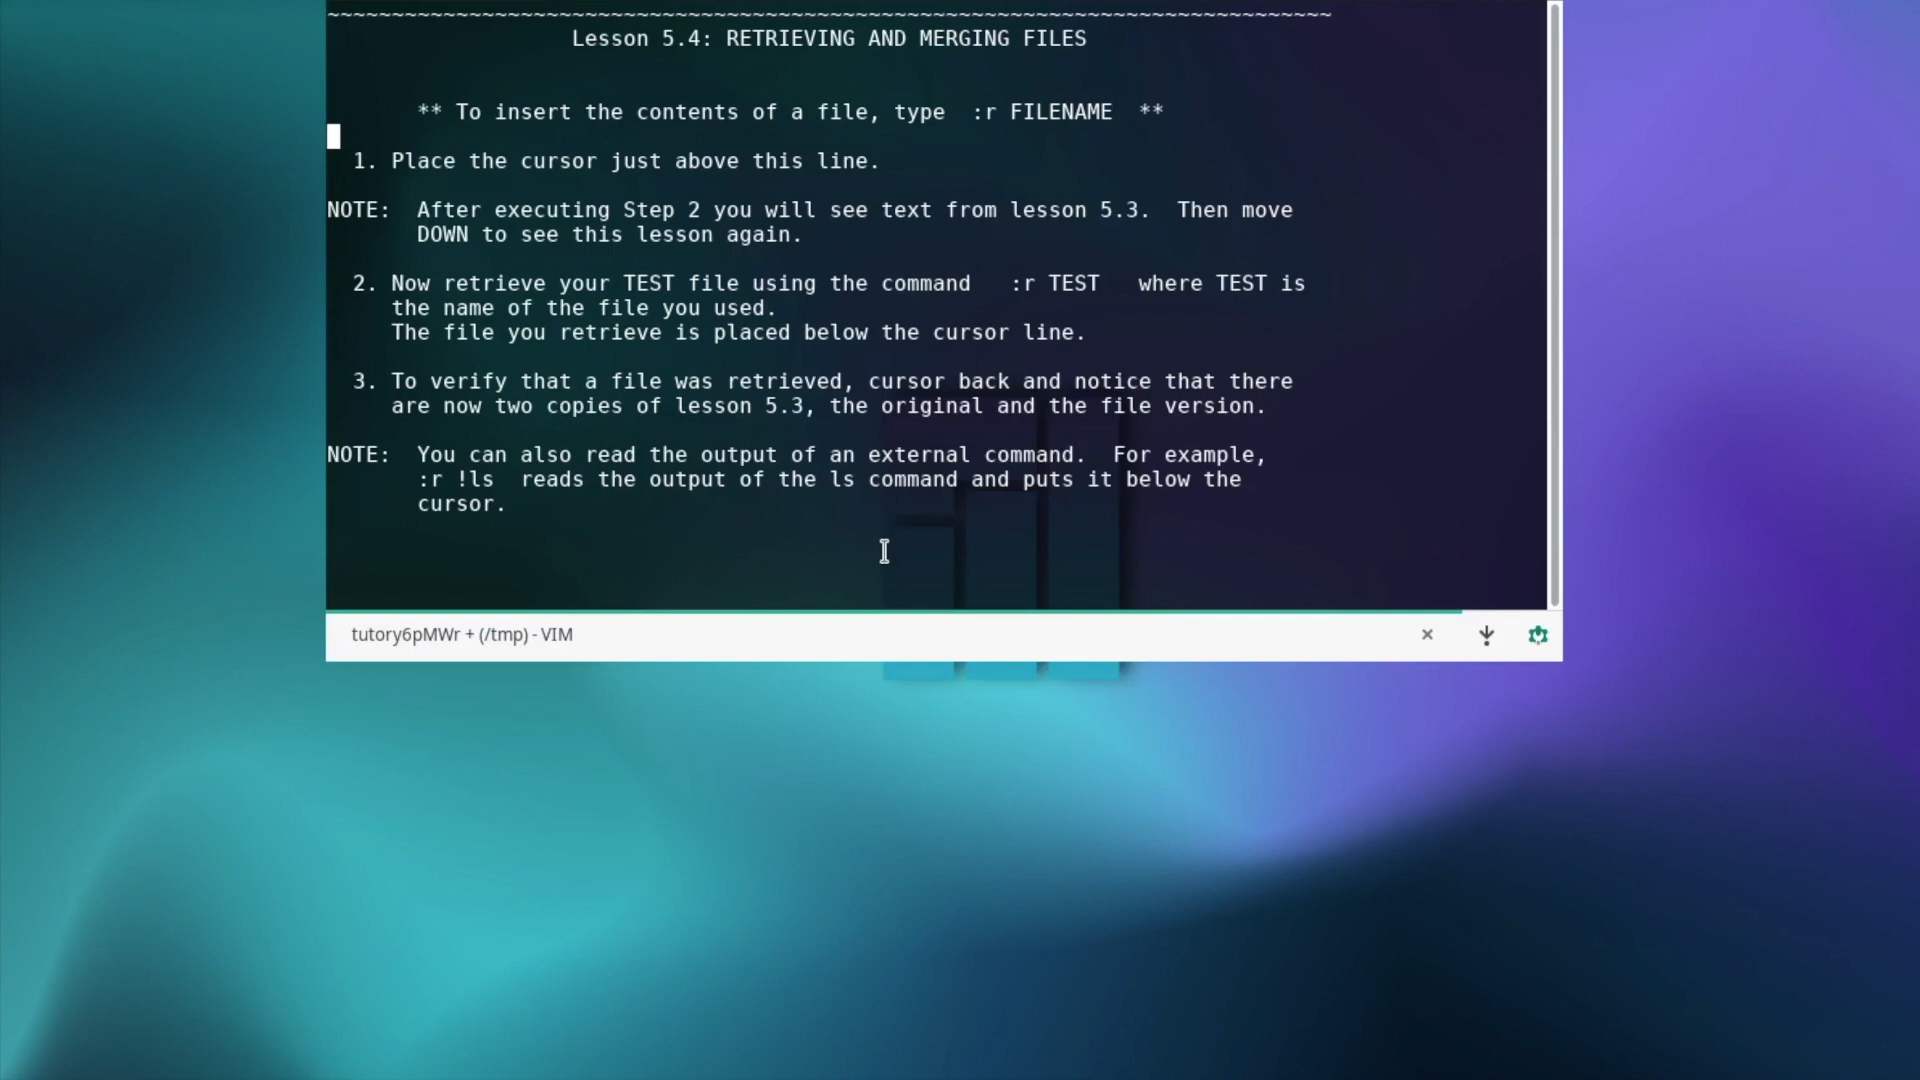 ~~~~~~~~~~~~~~~~~~~~~~~~~~~~~~~~~~~~~~~~~~~~~~~~~~~~~~~~~~~~~~~~~~~~~~~~~~~~~~
Lesson 5.4: RETRIEVING AND MERGING FILES
** To insert the contents of a file, type  :r FILENAME  **
1. Place the cursor just above this line.
NOTE:  After executing Step 2 you will see text from lesson 5.3.  Then move
DOWN to see this lesson again.
2. Now retrieve your TEST file using the command   :r TEST   where TEST is
the name of the file you used.
The file you retrieve is placed below the cursor line.
3. To verify that a file was retrieved, cursor back and notice that there
are now two copies of lesson 5.3, the original and the file version.
NOTE:  You can also read the output of an external command.  For example,
:r !ls  reads the output of the ls command and puts it below the
cursor.
tutory6pMWr + (/tmp) - VIM